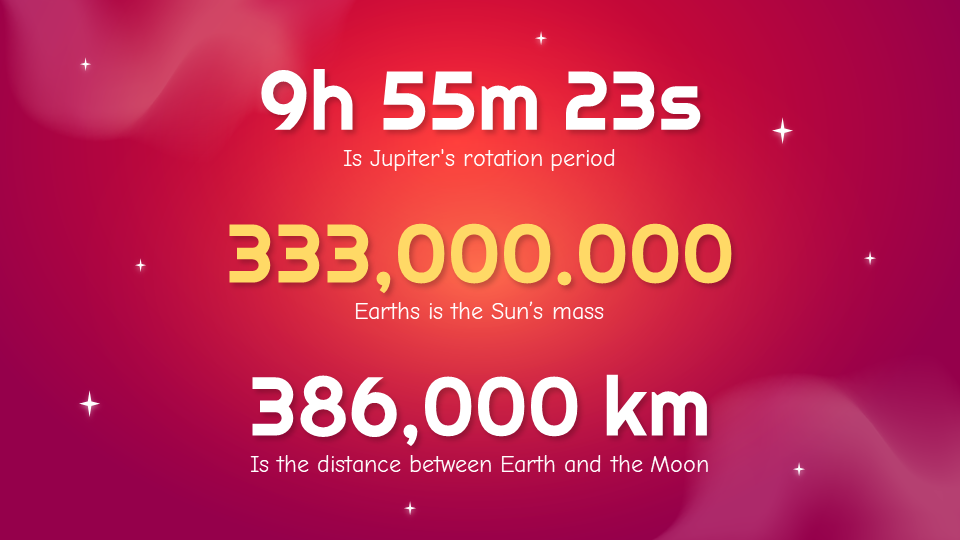 9h 55m 23s
Is Jupiter's rotation period
333,000.000
Earths is the Sun’s mass
386,000 km
Is the distance between Earth and the Moon